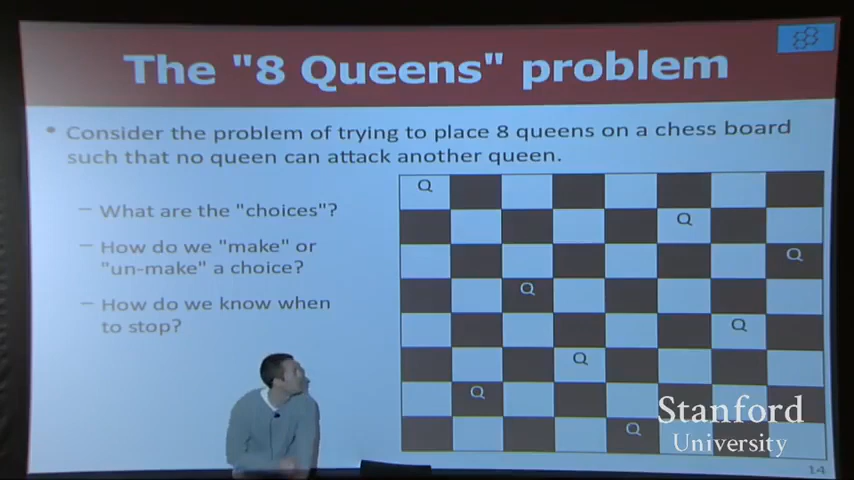 The "8 Queens" problem
• Consider the problem of trying to place 8 queens on a chess board
such that no queen can attack another queen.
– What are the "choices"?
– How do we "make" or
"un-make" a choice?
– How do we know when
to stop?
Q
Q
Q
Q
Q
Q
Q
Q
Stanford
University
14